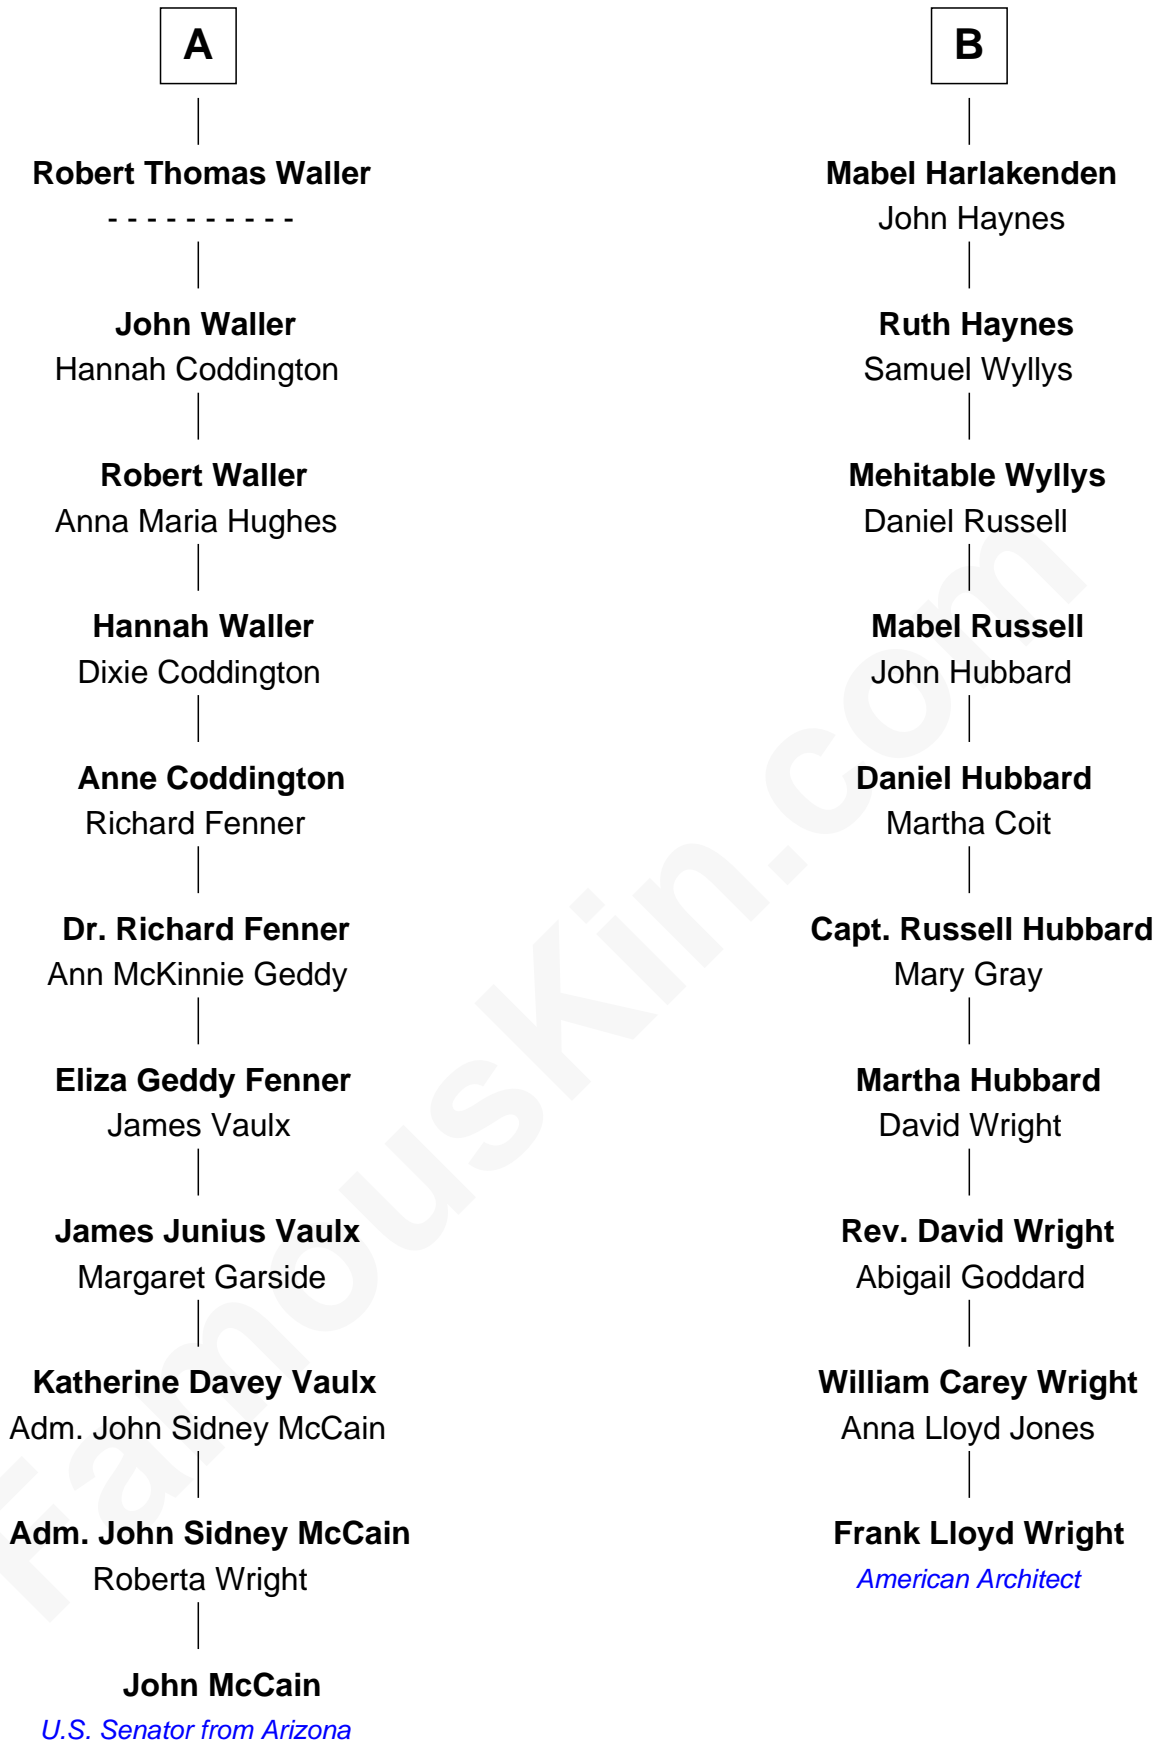 A
Robert Thomas Waller
- - - - - - - - - -
John Waller
Hannah Coddington
Robert Waller
Anna Maria Hughes
Hannah Waller
Dixie Coddington
Anne Coddington
Richard Fenner
Dr. Richard Fenner
Ann McKinnie Geddy
Eliza Geddy Fenner
James Vaulx
James Junius Vaulx
Margaret Garside
Katherine Davey Vaulx
Adm. John Sidney McCain
Adm. John Sidney McCain
Roberta Wright
John McCain
U.S. Senator from Arizona
B
Mabel Harlakenden
John Haynes
Ruth Haynes
Samuel Wyllys
Mehitable Wyllys
Daniel Russell
Mabel Russell
John Hubbard
Daniel Hubbard
Martha Coit
Capt. Russell Hubbard
Mary Gray
Martha Hubbard
David Wright
Rev. David Wright
Abigail Goddard
William Carey Wright
Anna Lloyd Jones
Frank Lloyd Wright
American Architect
FamousKin.com